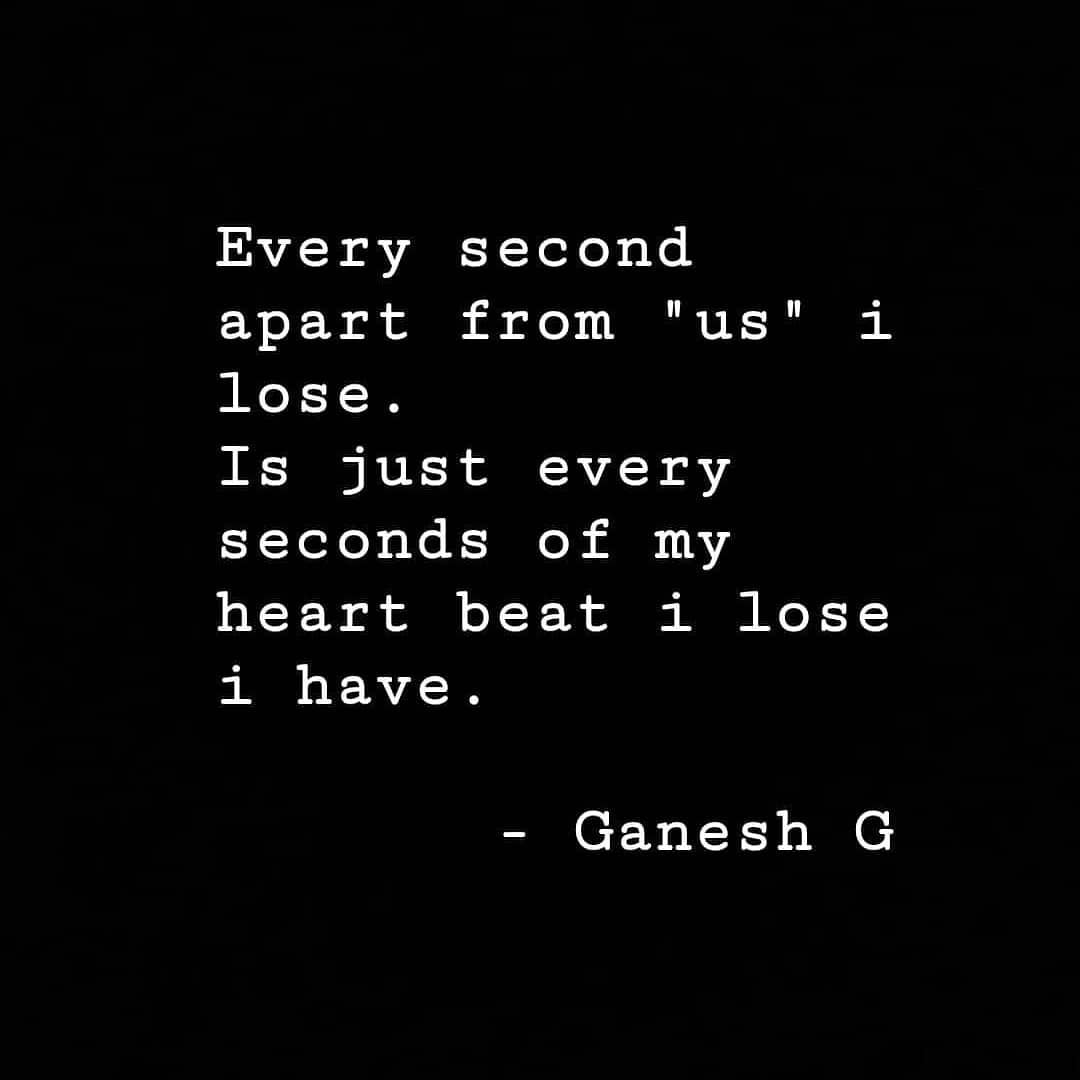 Every second
apart from "us" i
lose.
Is just every
seconds of my
heart beat i lose
i have.
- Ganesh G